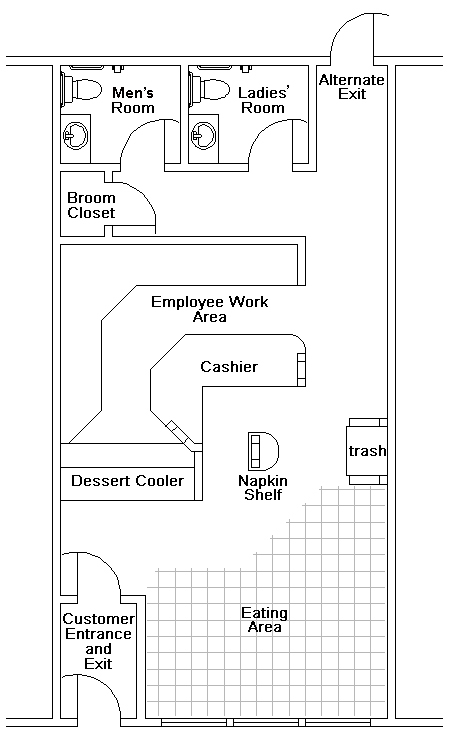 Alternate
Exit
Men's
Room
Ladies'
Room
Broom
Closet
Employee Work
Area
Cashier
trash
Dessert Cooler
Napkin
Shelf
Eating
Area
Customer
Entrance
and
Exit